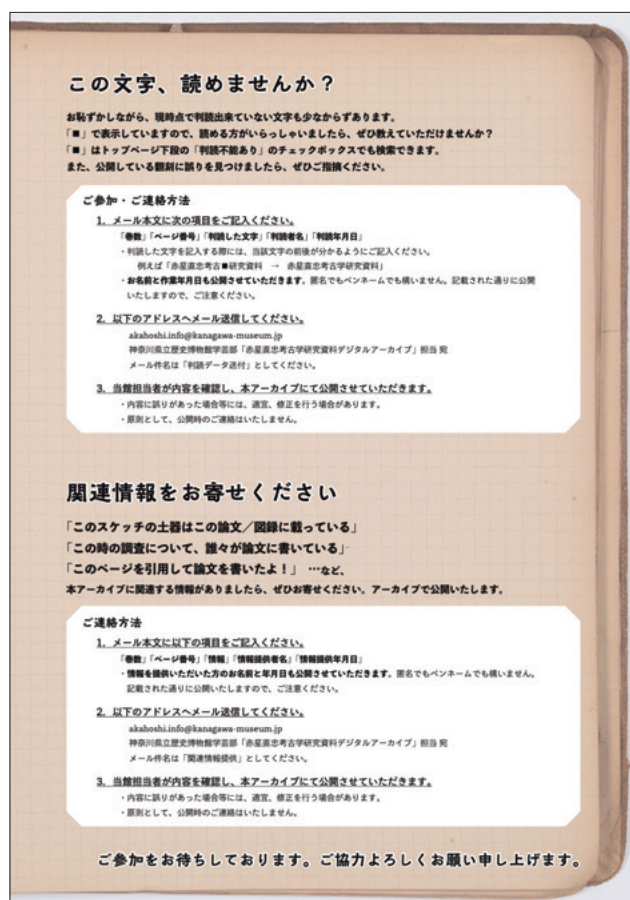 この文字、読めませんか？
お恥ずかしながら、現時点で判読出来ていない文字も少なからずあります。
「■」で表示していますので、読める方がいらっしゃいましたら、ぜひ教えていただけませんか？
「■」はトップページ下段の「判読不能あり」のチェックボックスでも検索できます。
また、公開している翻刻に誤りを見つけましたら、ぜひご指摘ください。
ご参加・ご連絡方法
1．メール本文に次の項目をご記入ください。
「巻数」「ページ番号」「判読した文字」「判読者名」「判読年月日」
・判読した文字を記入する際には、当該文字の前後が分かるようにご記入ください。
例えば「赤星直忠考古■研究資料　→　赤星直忠考古学研究資料」
・お名前と作業年月日も公開させていただきます。匿名でもペンネームでも構いません。記載された通りに公開
いたしますので、ご注意ください。
2．以下のアドレスへメール送信してください。
akahoshi.info@kanagawa-museum.jp
神奈川県立歴史博物館学芸部「赤星直忠考古学研究資料デジタルアーカイブ」担当 宛
メール件名は「判読データ送付」としてください。
3．当館担当者が内容を確認し、本アーカイブにて公開させていただきます。
・内容に誤りがあった場合等には、適宜、修正を行う場合があります。
・原則として、公開時のご連絡はいたしません。
関連情報をお寄せください
「このスケッチの土器はこの論文／図録に載っている」
「この時の調査について、誰々が論文に書いている」
「このページを引用して論文を書いたよ！」　…など、
本アーカイブに関連する情報がありましたら、ぜひお寄せください。アーカイブで公開いたします。
ご連絡方法
1．メール本文に以下の項目をご記入ください。
「巻数」「ページ番号」「情報」「情報提供者名」「情報提供年月日」
・情報を提供いただいた方のお名前と年月日も公開させていただきます。匿名でもペンネームでも構いません。
記載された通りに公開いたしますので、ご注意ください。
2．以下のアドレスへメール送信してください。
akahoshi.info@kanagawa-museum.jp
神奈川県立歴史博物館学芸部「赤星直忠考古学研究資料デジタルアーカイブ」担当 宛
メール件名は「関連情報提供」としてください。
3．当館担当者が内容を確認し、本アーカイブにて公開させていただきます。
・内容に誤りがあった場合等には、適宜、修正を行う場合があります。
・原則として、公開時のご連絡はいたしません。
ご参加をお待ちしております。ご協力よろしくお願い申し上げます。